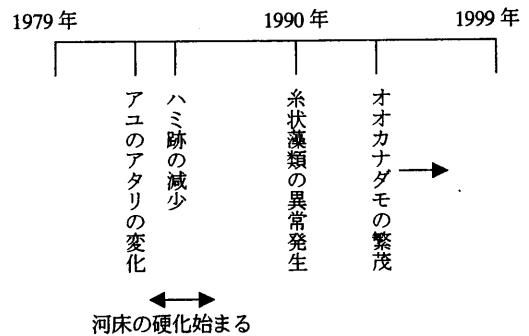 1979年
1990年
1999年
アユのアタリの変化
ハミ跡の減少
糸状藻類の異常発生
オオカナダモの繁茂
河床の硬化始まる